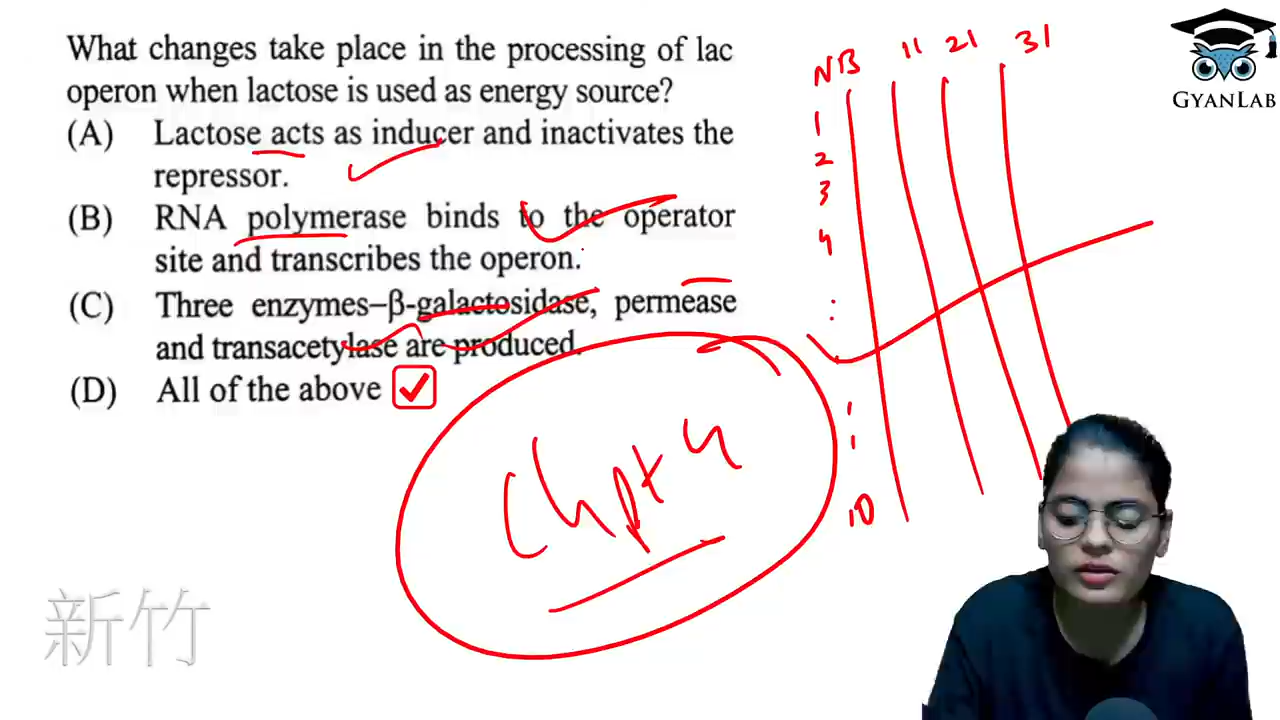 What changes take place in the processing of lac
operon when lactose is used as energy source?
(A) Lactose acts as inducer and inactivates the
repressor.
(B) RNA polymerase binds to the operator
site and transcribes the operon.
(C) Three enzymes–β-galactosidase, permease
and transacetylase are produced.
(D) All of the above
Chpt 4
NB 11 21 31
1
2
3
4
10
GYANLAB
新竹